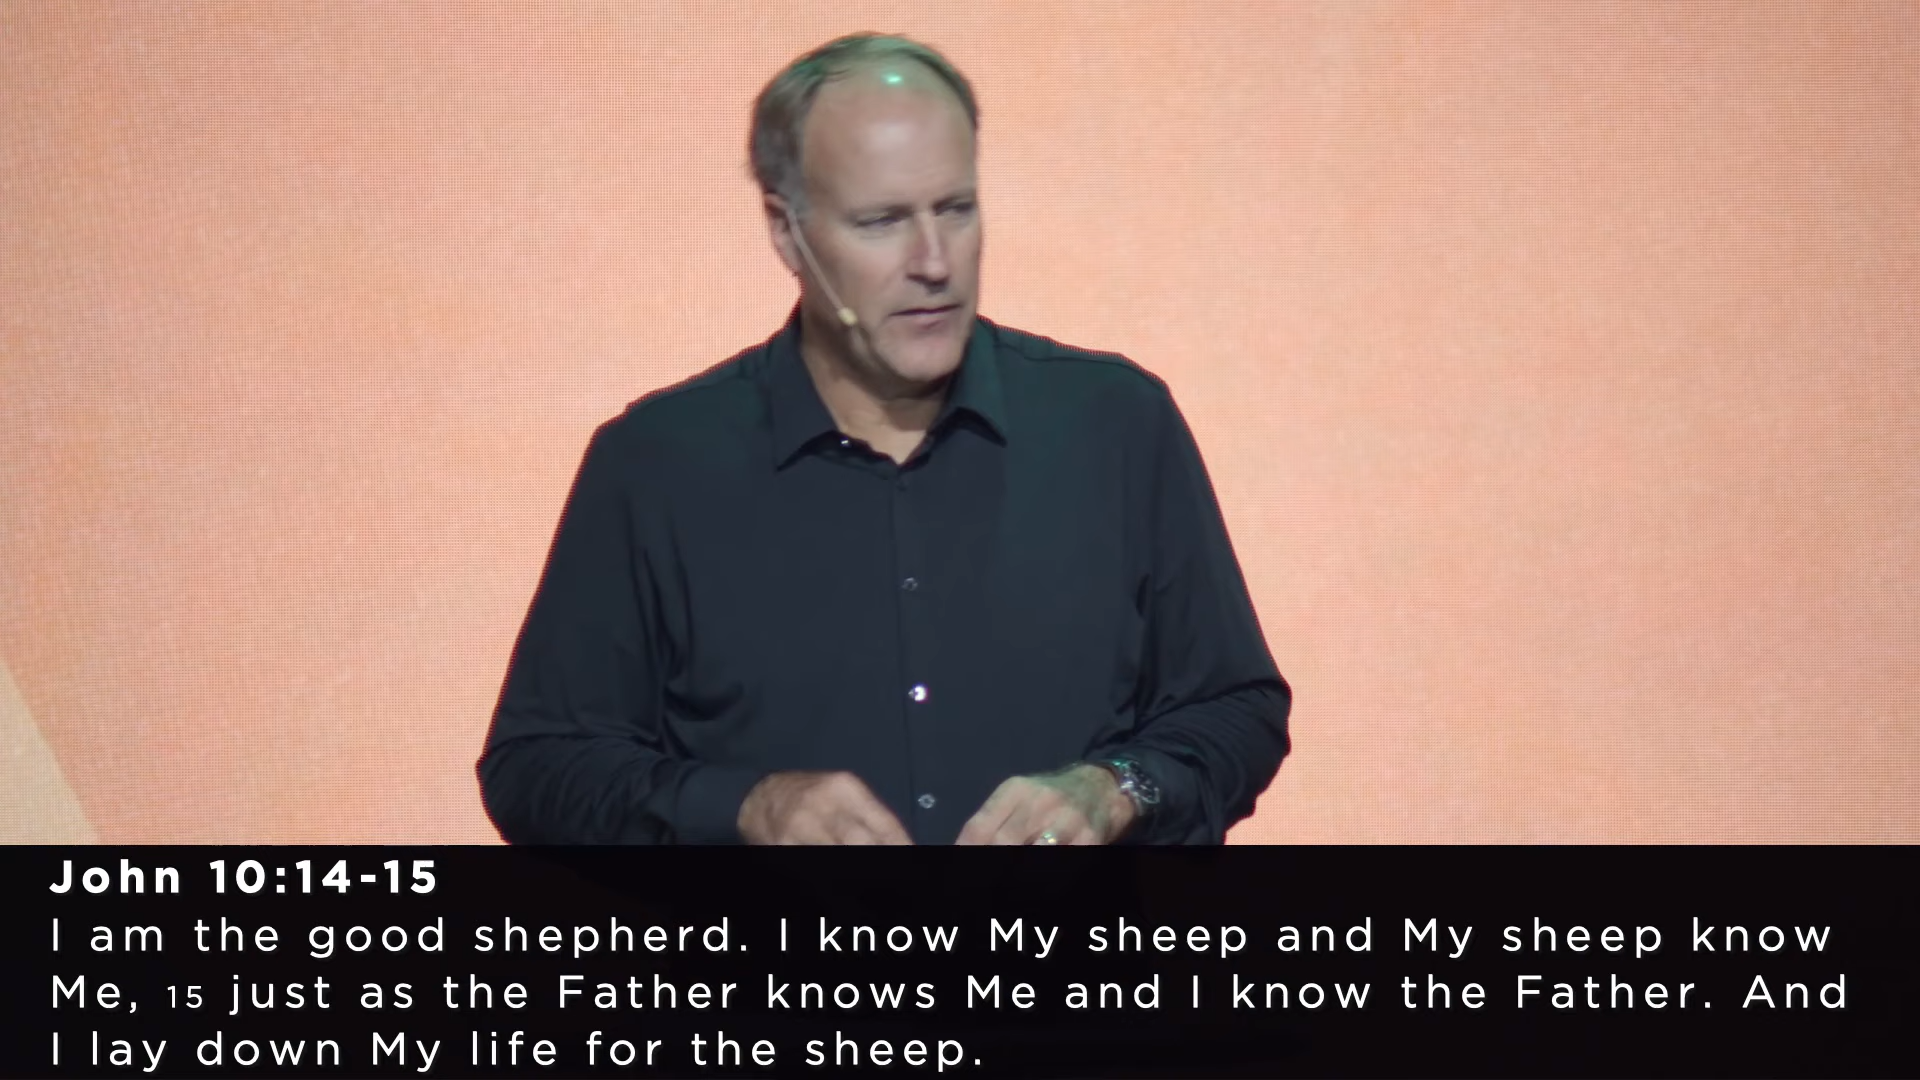 John 10:14-15
I am the good shepherd. I know My sheep and My sheep know
Me, 15 just as the Father knows Me and I know the Father. And
I lay down My life for the sheep.